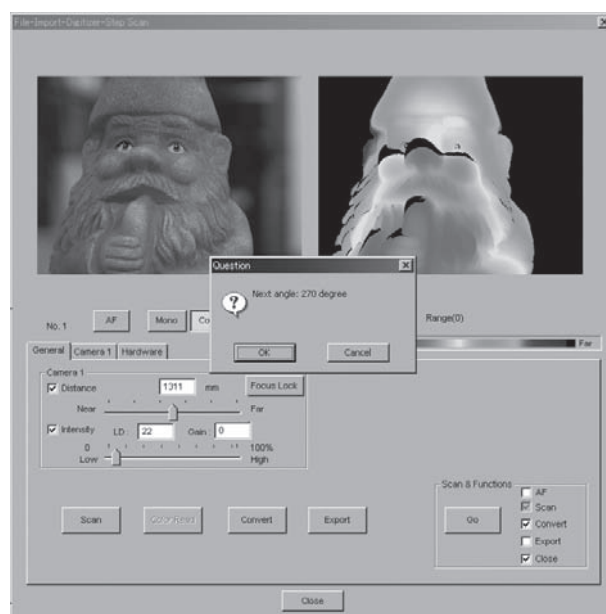 File-Import-Digitizer-Step Scan
Question
Next angle: 270 degree
OK
Cancel
No. 1
AF
Mono
Co
Range(0)
Far
General
Camera 1
Hardware
Camera 1
Distance
1311
mm
Focus Lock
Near
Far
Intensity
LD :
22
Gain :
0
0
100%
Low
High
Scan
Color Read
Convert
Export
Scan & Functions
Go
AF
Scan
Convert
Export
Close
Close